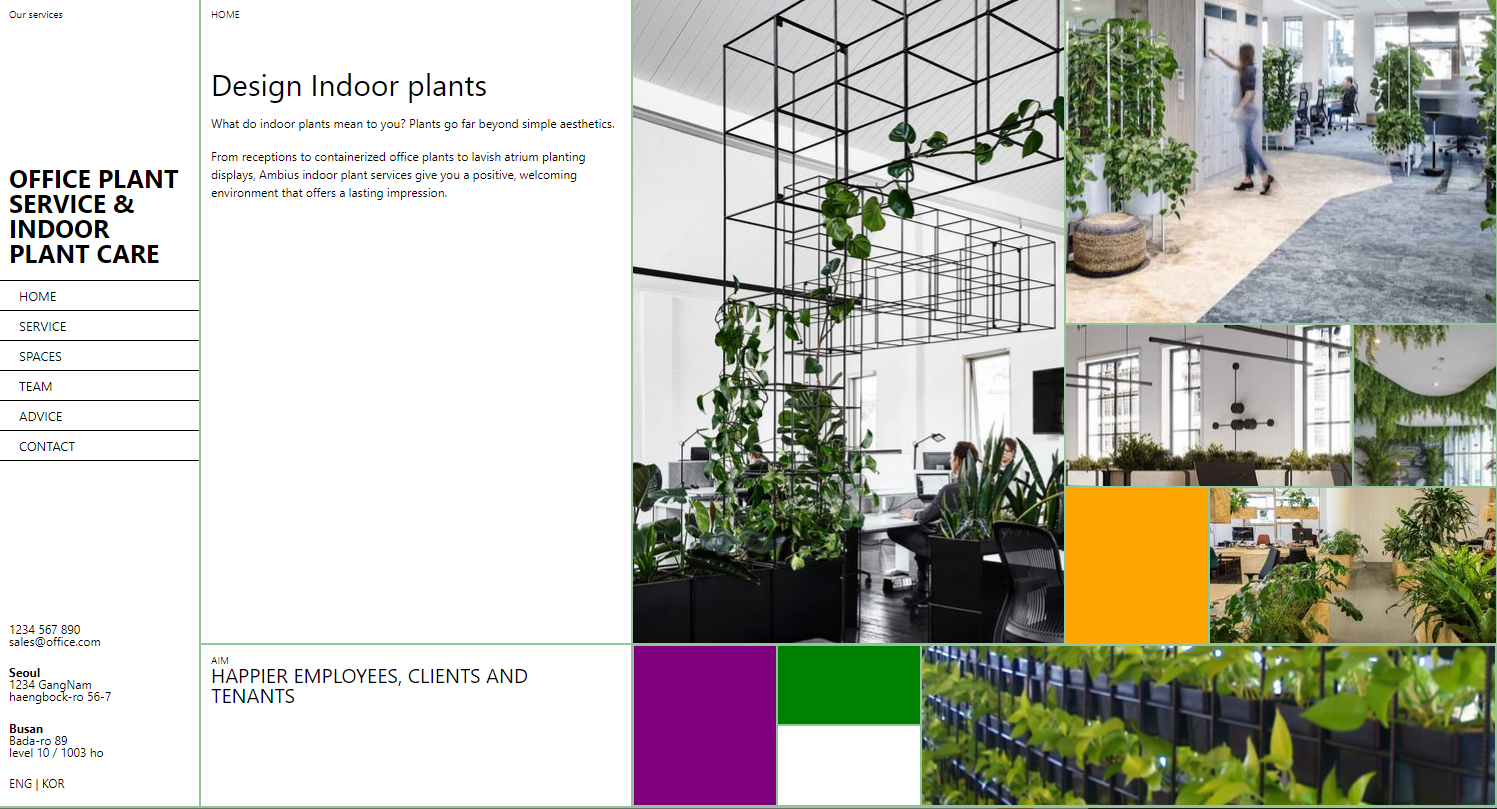 Our services
OFFICE PLANT
SERVICE &
INDOOR
PLANT CARE
HOME
SERVICE
SPACES
TEAM
ADVICE
CONTACT
1234 567 890
sales@office.com
Seoul
1234 GangNam
haengbock-ro 56-7
Busan
Bada-ro 89
level 10 / 1003 ho
ENG | KOR
HOME
Design Indoor plants
What do indoor plants mean to you? Plants go far beyond simple aesthetics.
From receptions to containerized office plants to lavish atrium planting
displays, Ambius indoor plant services give you a positive, welcoming
environment that offers a lasting impression.
AIM
HAPPIER EMPLOYEES, CLIENTS AND
TENANTS